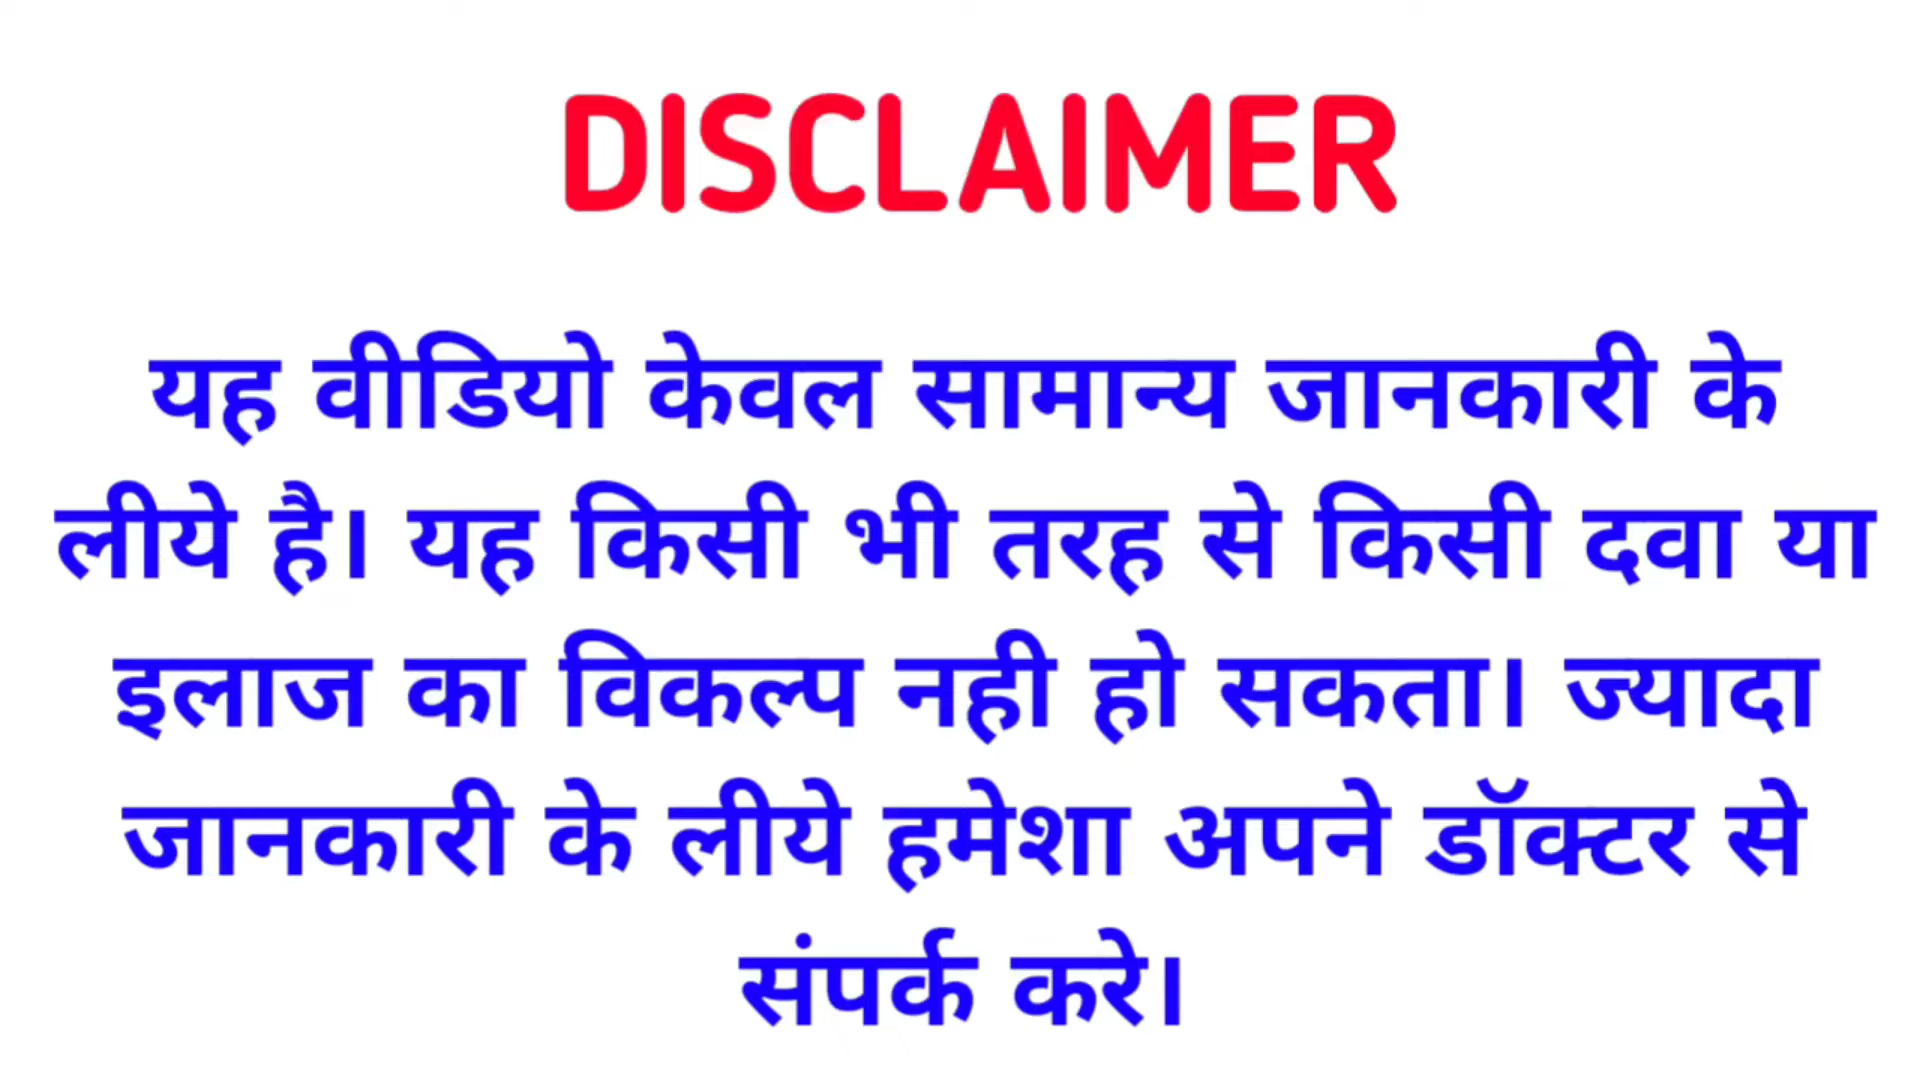 DISCLAIMER
यह वीडियो केवल सामान्य जानकारी के
लीये है। यह किसी भी तरह से किसी दवा या
इलाज का विकल्प नही हो सकता। ज्यादा
जानकारी के लीये हमेशा अपने डॉक्टर से
संपर्क करे।